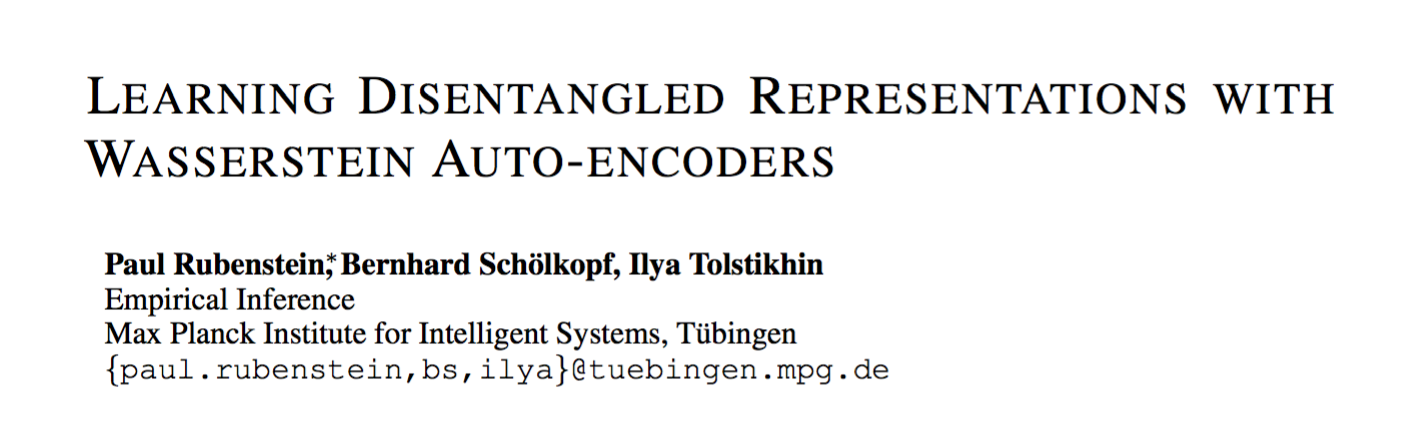 LEARNING DISENTANGLED REPRESENTATIONS WITH
WASSERSTEIN AUTO-ENCODERS
Paul Rubenstein,* Bernhard Schölkopf, Ilya Tolstikhin
Empirical Inference
Max Planck Institute for Intelligent Systems, Tübingen
{paul.rubenstein,bs,ilya}@tuebingen.mpg.de